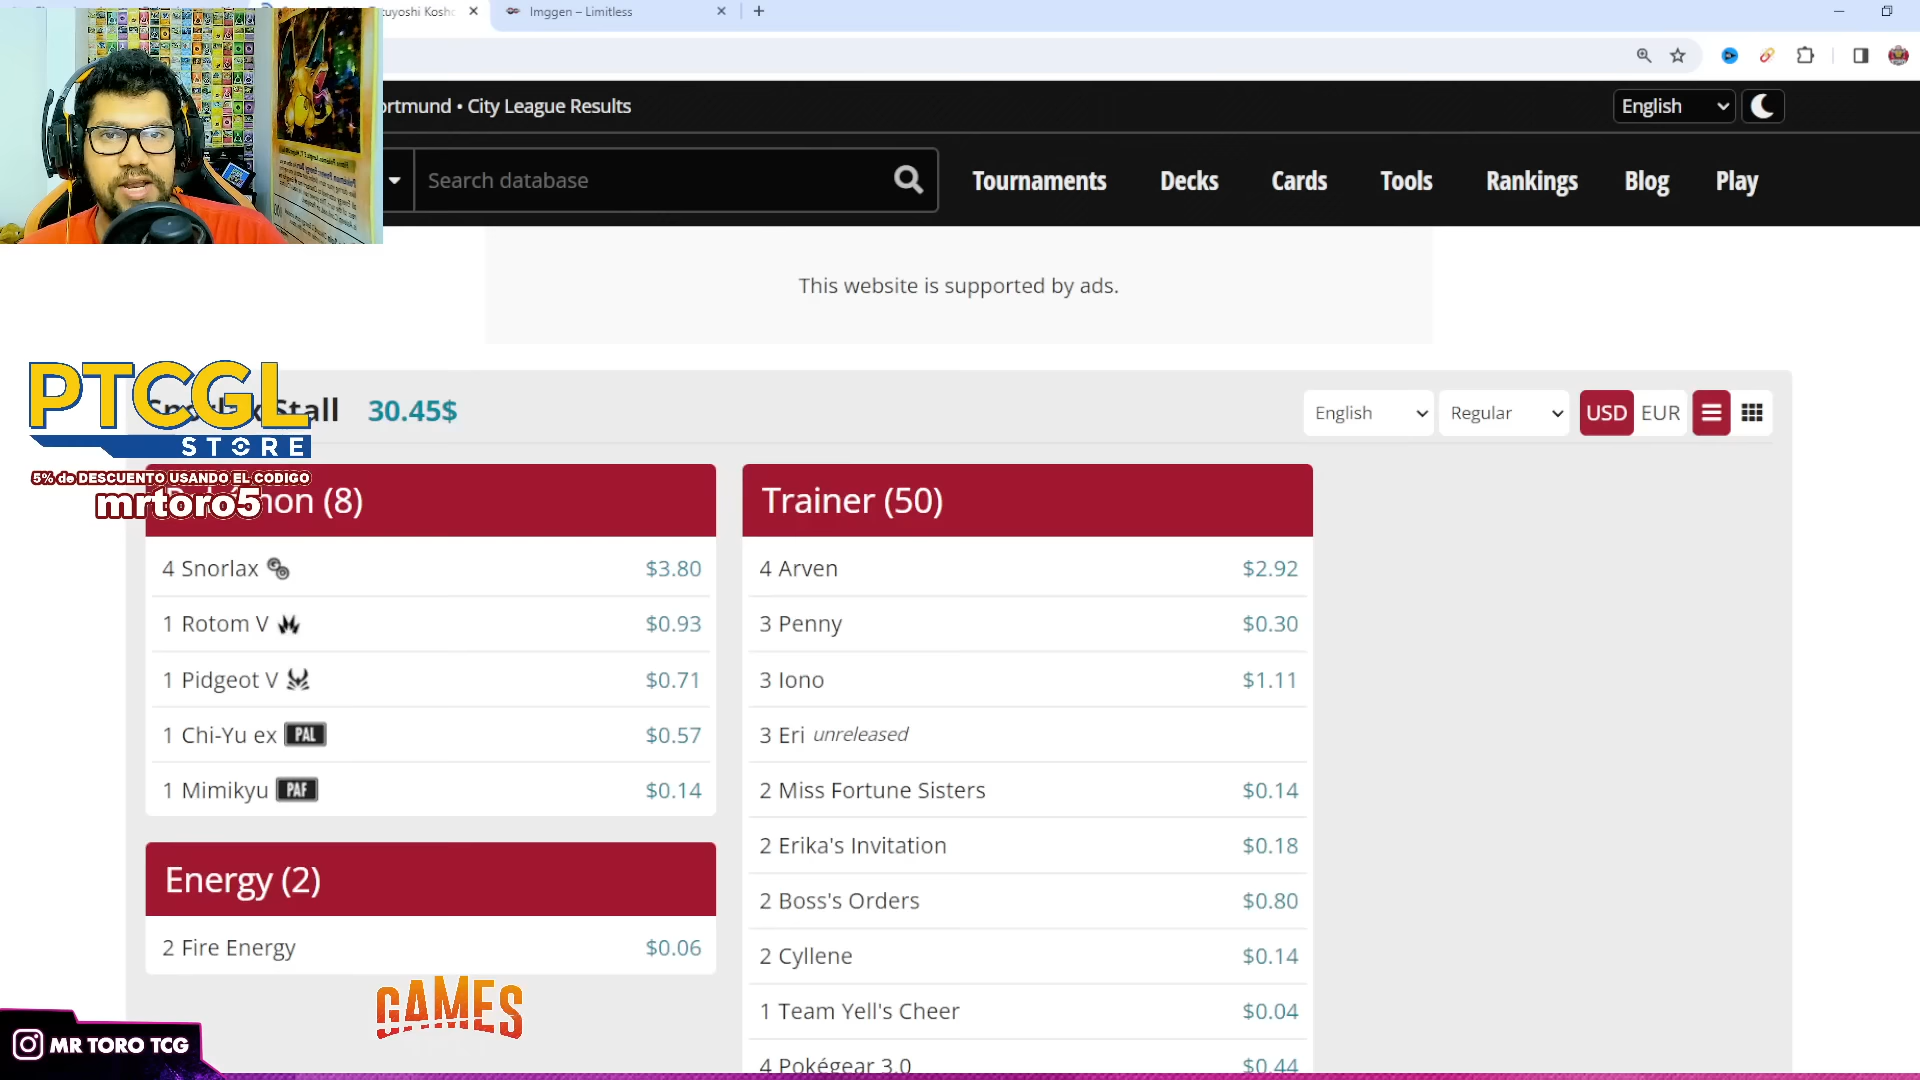 Imggen – Limitless
ortmund • City League Results
English
Search database
Tournaments
Decks
Cards
Tools
Rankings
Blog
Play
This website is supported by ads.
PTCGL
STORE
5% de DESCUENTO USANDO EL CODIGO
mrtoro5
Stall 30.45$
English
Regular
USD
EUR
mon (8)
4 Snorlax $3.80
1 Rotom V $0.93
1 Pidgeot V $0.71
1 Chi-Yu ex PAL $0.57
1 Mimikyu PAF $0.14
Energy (2)
2 Fire Energy $0.06
Trainer (50)
4 Arven $2.92
3 Penny $0.30
3 Iono $1.11
3 Eri unreleased
2 Miss Fortune Sisters $0.14
2 Erika's Invitation $0.18
2 Boss's Orders $0.80
2 Cyllene $0.14
1 Team Yell's Cheer $0.04
4 Pokégear 3.0 $0.44
GAMES
MR TORO TCG